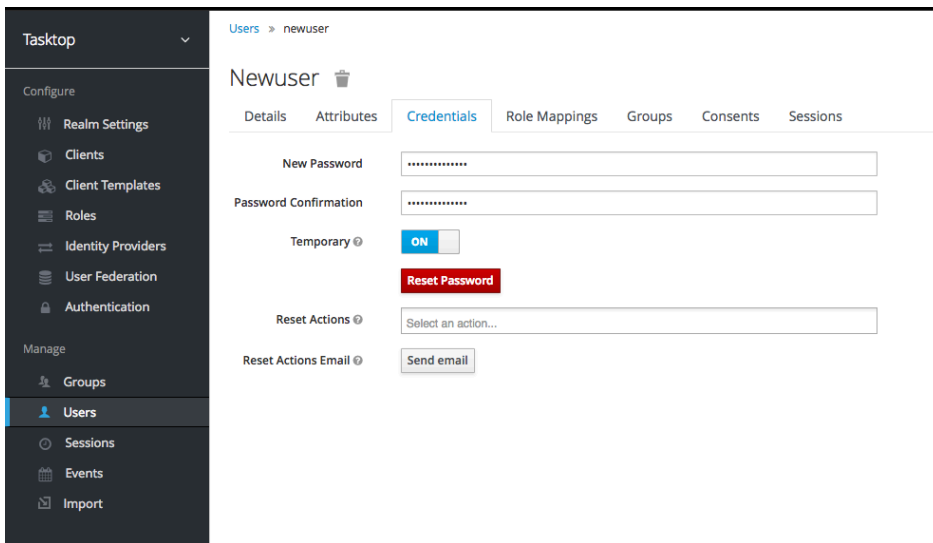 Tasktop
Configure
Realm Settings
Clients
Client Templates
Roles
Identity Providers
User Federation
Authentication
Manage
Groups
Users
Sessions
Events
Import
Users » newuser
Newuser
Details Attributes Credentials Role Mappings Groups Consents Sessions
New Password ••••••••••••••
Password Confirmation ••••••••••••••
Temporary ON
Reset Password
Reset Actions Select an action...
Reset Actions Email Send email